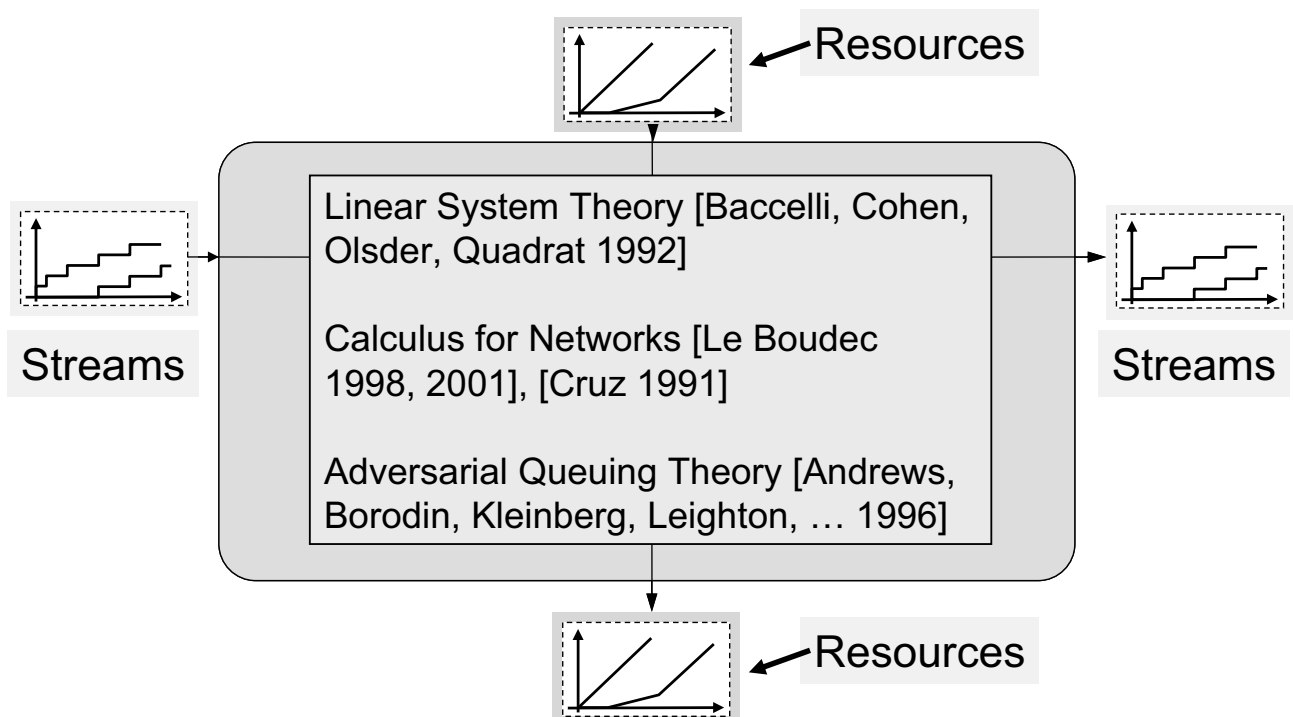 Resources
Linear System Theory [Baccelli, Cohen,
Olsder, Quadrat 1992]
Calculus for Networks [Le Boudec
1998, 2001], [Cruz 1991]
Adversarial Queuing Theory [Andrews,
Borodin, Kleinberg, Leighton, … 1996]
Streams
Streams
Resources